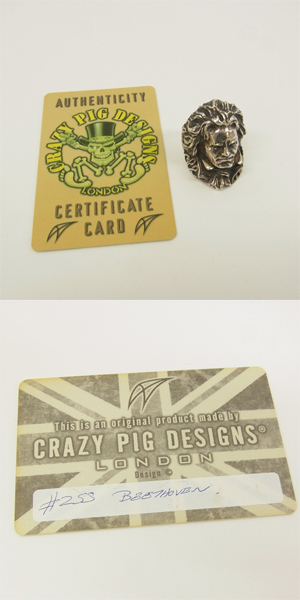 AUTHENTICITY
CRAZY PIG DESIGNS
LONDON
CERTIFICATE
CARD
This is an original product made by
CRAZY PIG DESIGNS®
LONDON
Design ©
#255 BEETHOVEN.